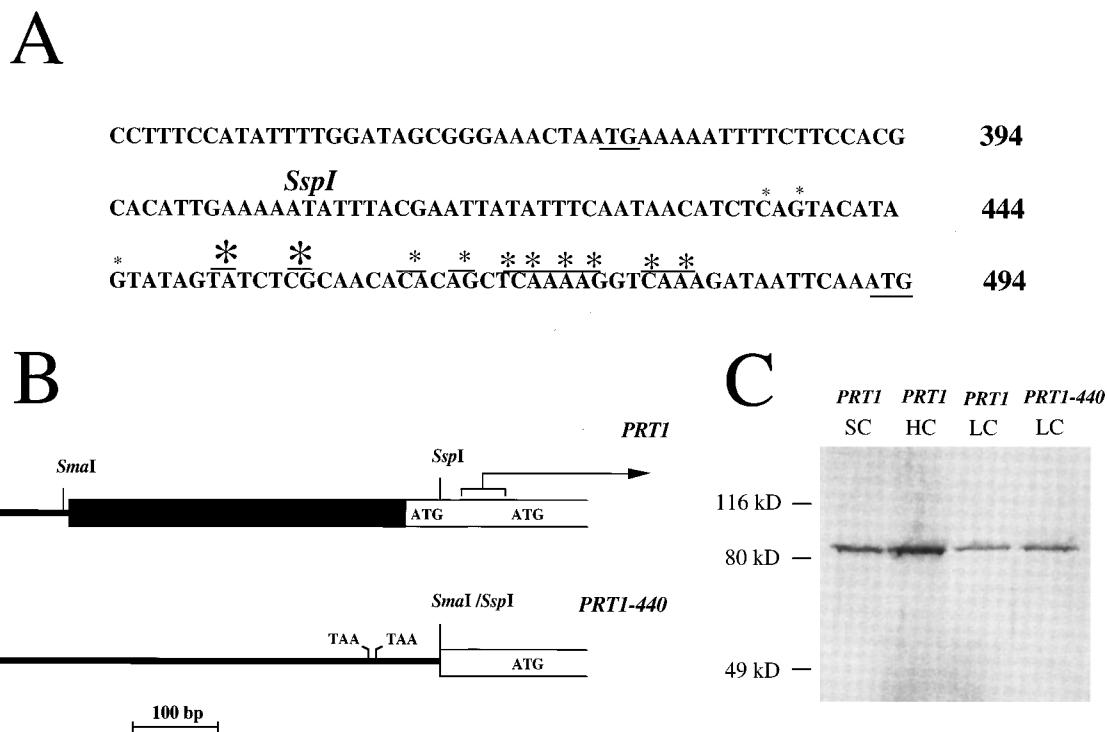 A
CCTTTCCATATTTTGGATAGCGGGAAACTAATGAAAAATTTTCTTCCACG 394
SspI
* *
CACATTGAAAAATATTTACGAATTATATTTCAATAACATCTCAGTACATA 444
* * * * * * * * * * *
GTATAGTATCTCGCAACACACAGCTCAAAAGGTCAAAGATAATTCAAATG 494
B
PRT1
SspI
SmaI
ATG ATG
SmaI/SspI PRT1-440
TAA TAA
ATG
100 bp
C
PRT1 PRT1 PRT1 PRT1-440
SC HC LC LC
116 kD
80 kD
49 kD